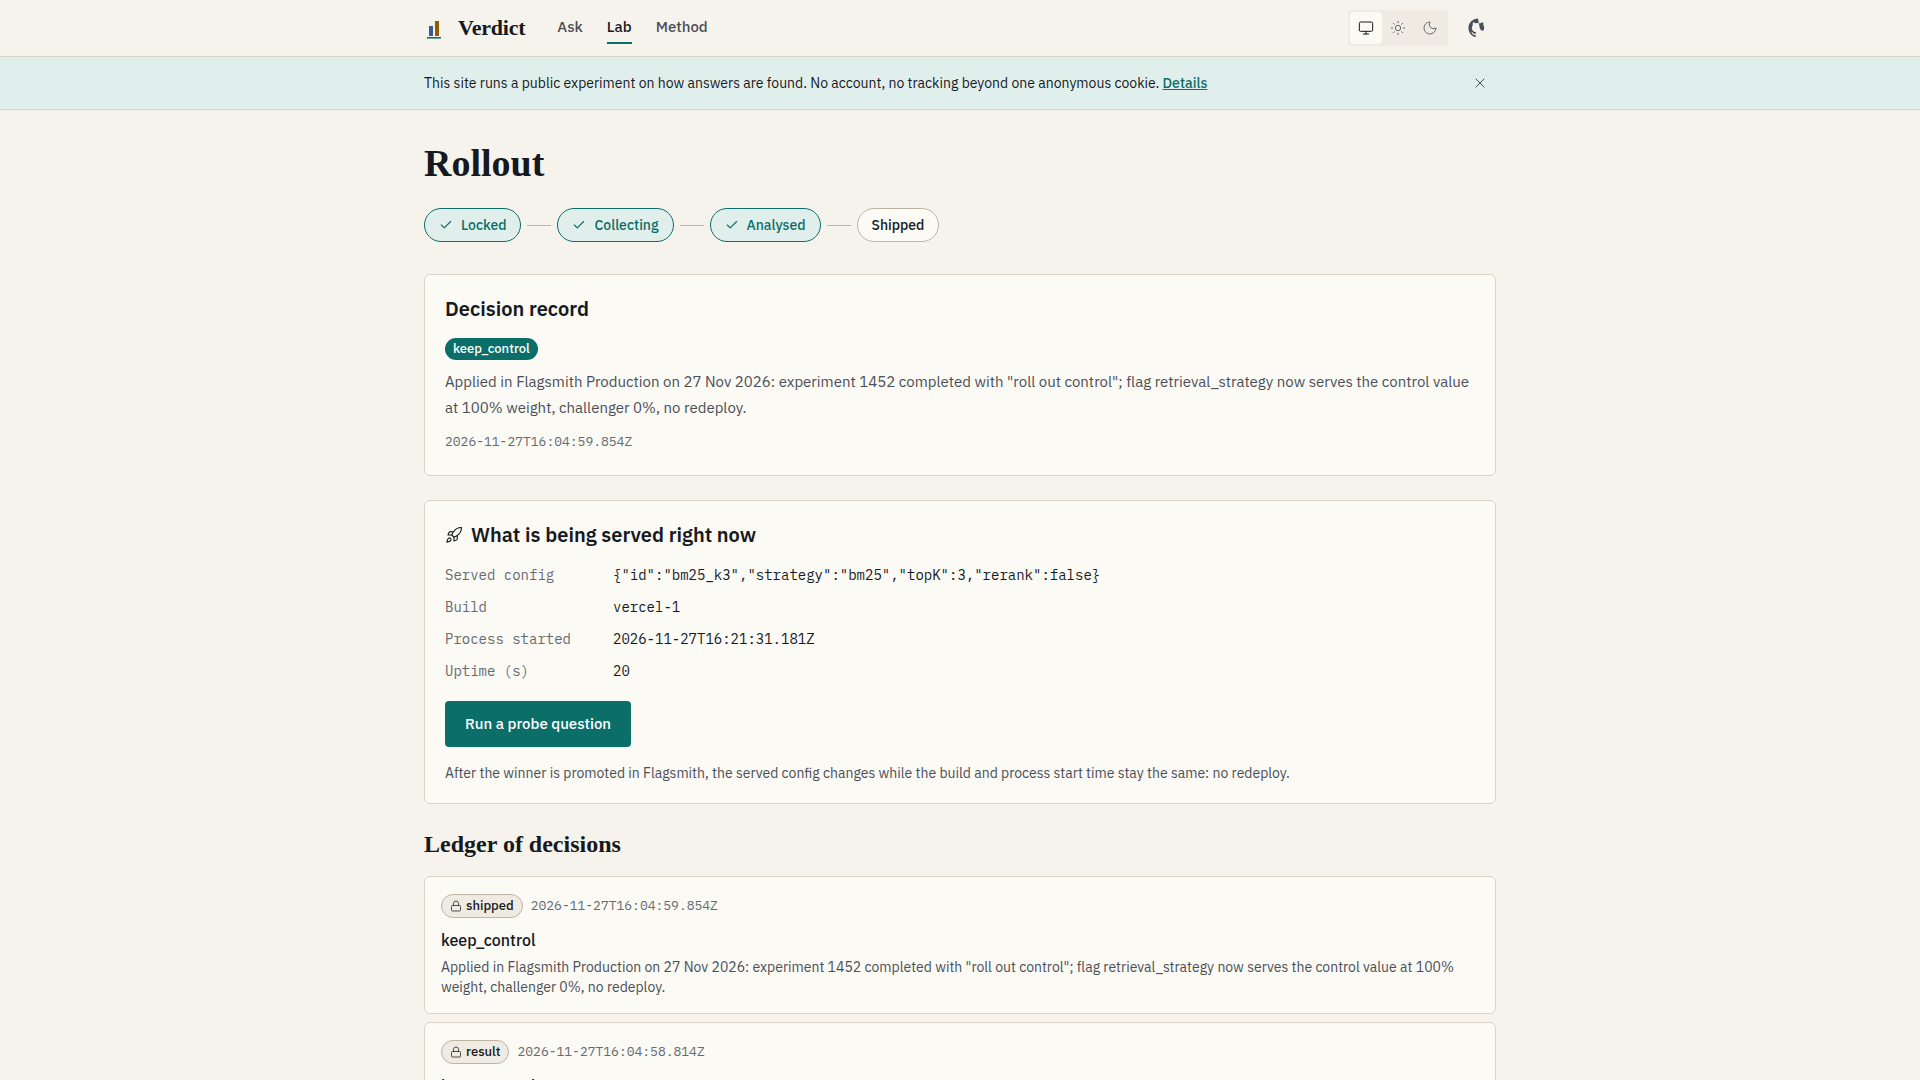 Verdict
Ask
Lab
Method
This site runs a public experiment on how answers are found. No account, no tracking beyond one anonymous cookie. Details
Rollout
Locked
Collecting
Analysed
Shipped
Decision record
keep_control
Applied in Flagsmith Production on 27 Nov 2026: experiment 1452 completed with "roll out control"; flag retrieval_strategy now serves the control value
at 100% weight, challenger 0%, no redeploy.
2026-11-27T16:04:59.854Z
What is being served right now
Served config {"id":"bm25_k3","strategy":"bm25","topK":3,"rerank":false}
Build vercel-1
Process started 2026-11-27T16:21:31.181Z
Uptime (s) 20
Run a probe question
After the winner is promoted in Flagsmith, the served config changes while the build and process start time stay the same: no redeploy.
Ledger of decisions
shipped 2026-11-27T16:04:59.854Z
keep_control
Applied in Flagsmith Production on 27 Nov 2026: experiment 1452 completed with "roll out control"; flag retrieval_strategy now serves the control value at 100%
weight, challenger 0%, no redeploy.
result 2026-11-27T16:04:58.814Z